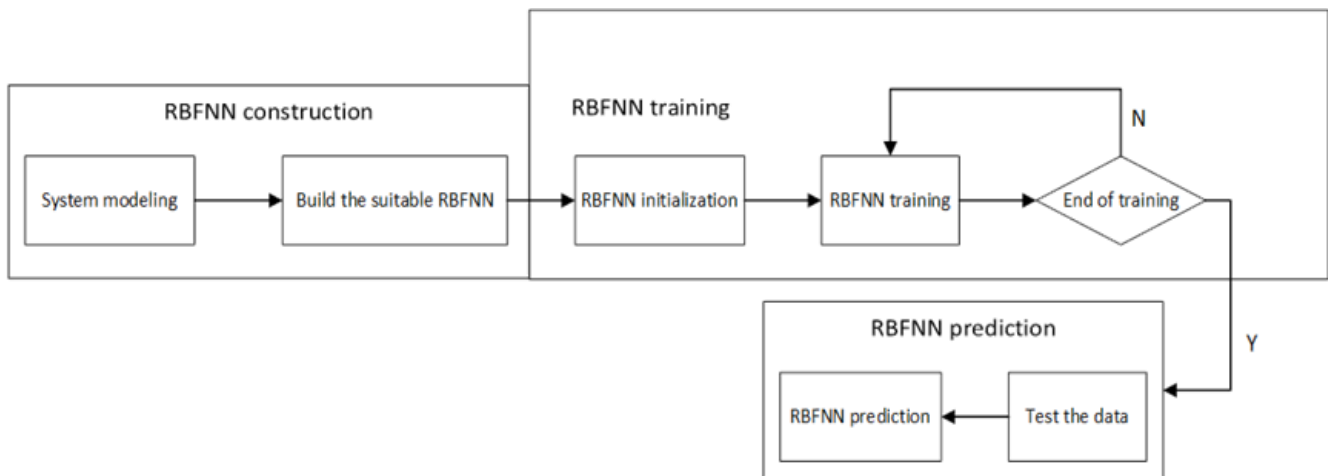 RBFNN construction
System modeling
Build the suitable RBFNN
RBFNN training
RBFNN initialization
RBFNN training
End of training
N
Y
RBFNN prediction
RBFNN prediction
Test the data